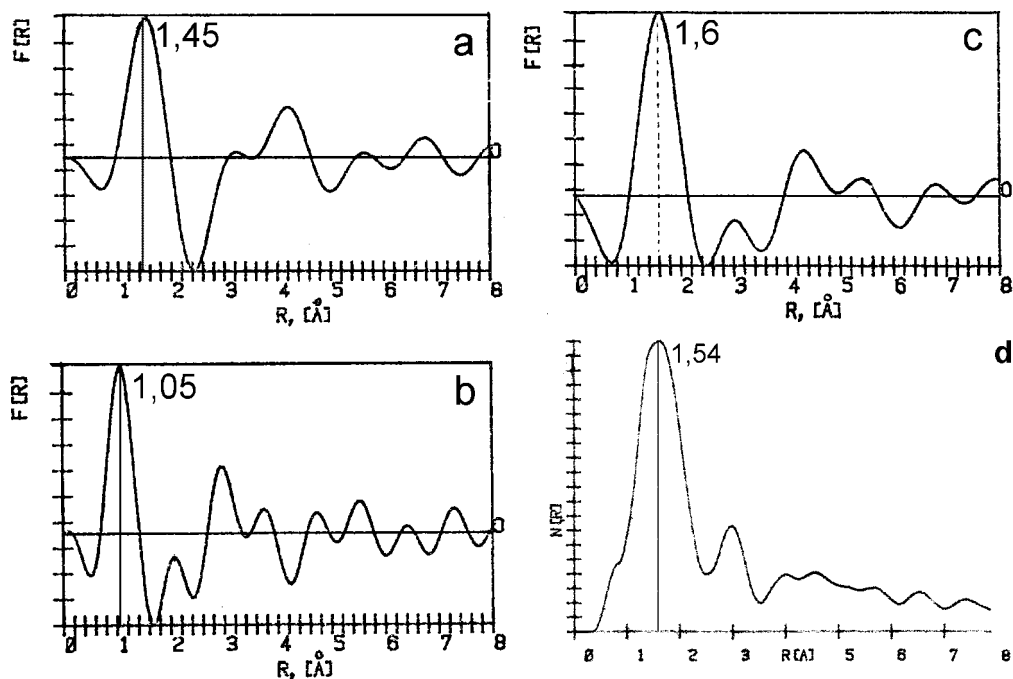 1,45
a
F[R]
0
0 1 2 3 4 5 6 7 8
R, [Å]
1,6
c
F[R]
0
0 1 2 3 4 5 6 7 8
R, [Å]
1,05
b
F[R]
0
0 1 2 3 4 5 6 7 8
R, [Å]
1,54
d
N[R]
0 1 2 3 R[A] 5 6 7 8